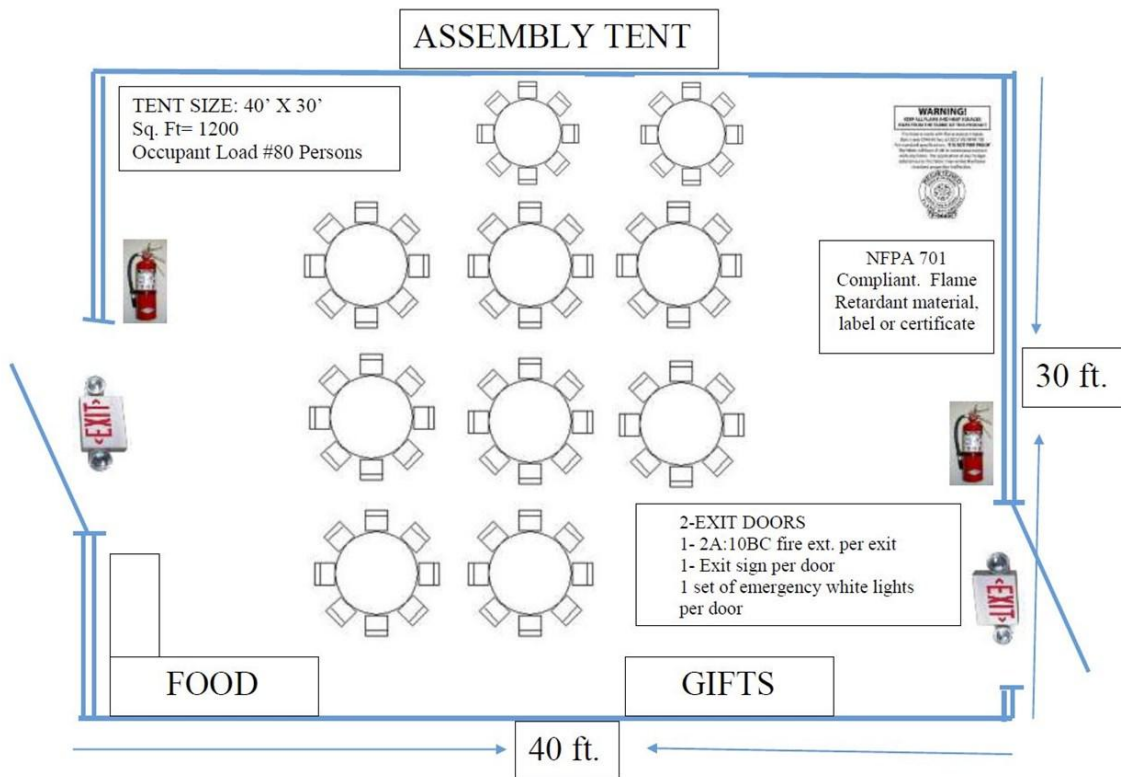 ASSEMBLY TENT
TENT SIZE: 40’ X 30’
Sq. Ft= 1200
Occupant Load #80 Persons
WARNING!
NFPA 701
Compliant. Flame
Retardant material,
label or certificate
30 ft.
EXIT
2-EXIT DOORS
1- 2A:10BC fire ext. per exit
1- Exit sign per door
1 set of emergency white lights
per door
EXIT
FOOD
GIFTS
40 ft.